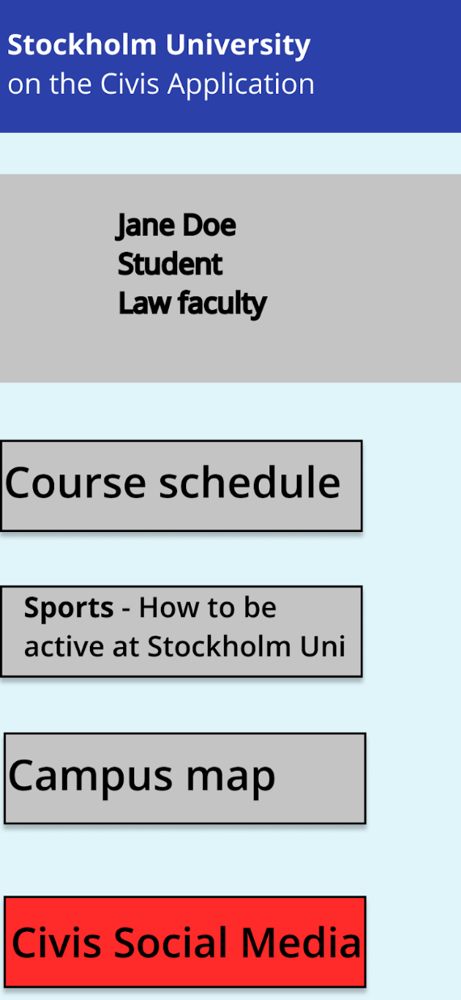 Stockholm University
on the Civis Application
Jane Doe
Student
Law faculty
Course schedule
Sports - How to be
active at Stockholm Uni
Campus map
Civis Social Media